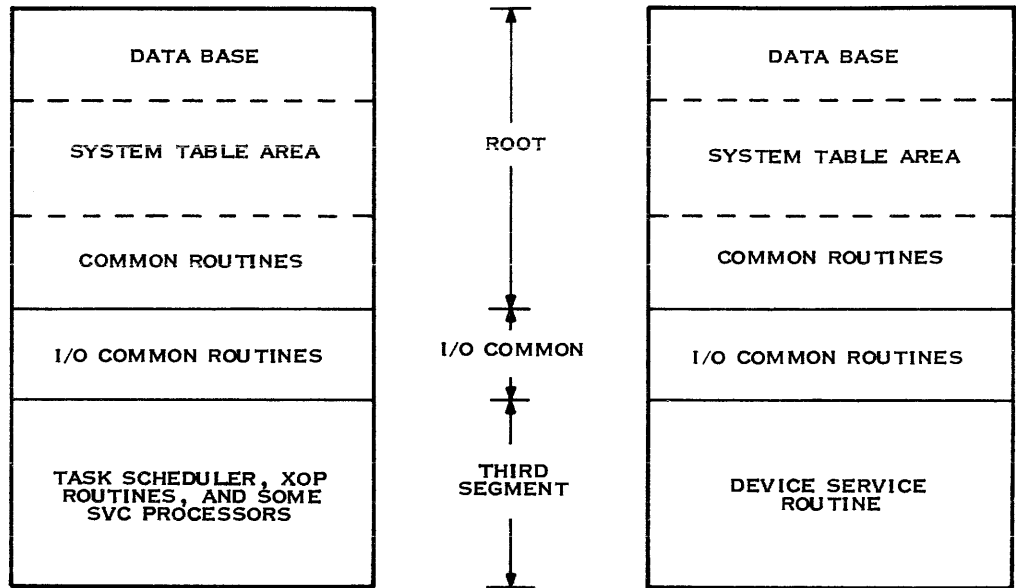 DATA BASE
SYSTEM TABLE AREA
COMMON ROUTINES
I/O COMMON ROUTINES
TASK SCHEDULER, XOP
ROUTINES, AND SOME
SVC PROCESSORS
ROOT
I/O COMMON
THIRD
SEGMENT
DATA BASE
SYSTEM TABLE AREA
COMMON ROUTINES
I/O COMMON ROUTINES
DEVICE SERVICE
ROUTINE